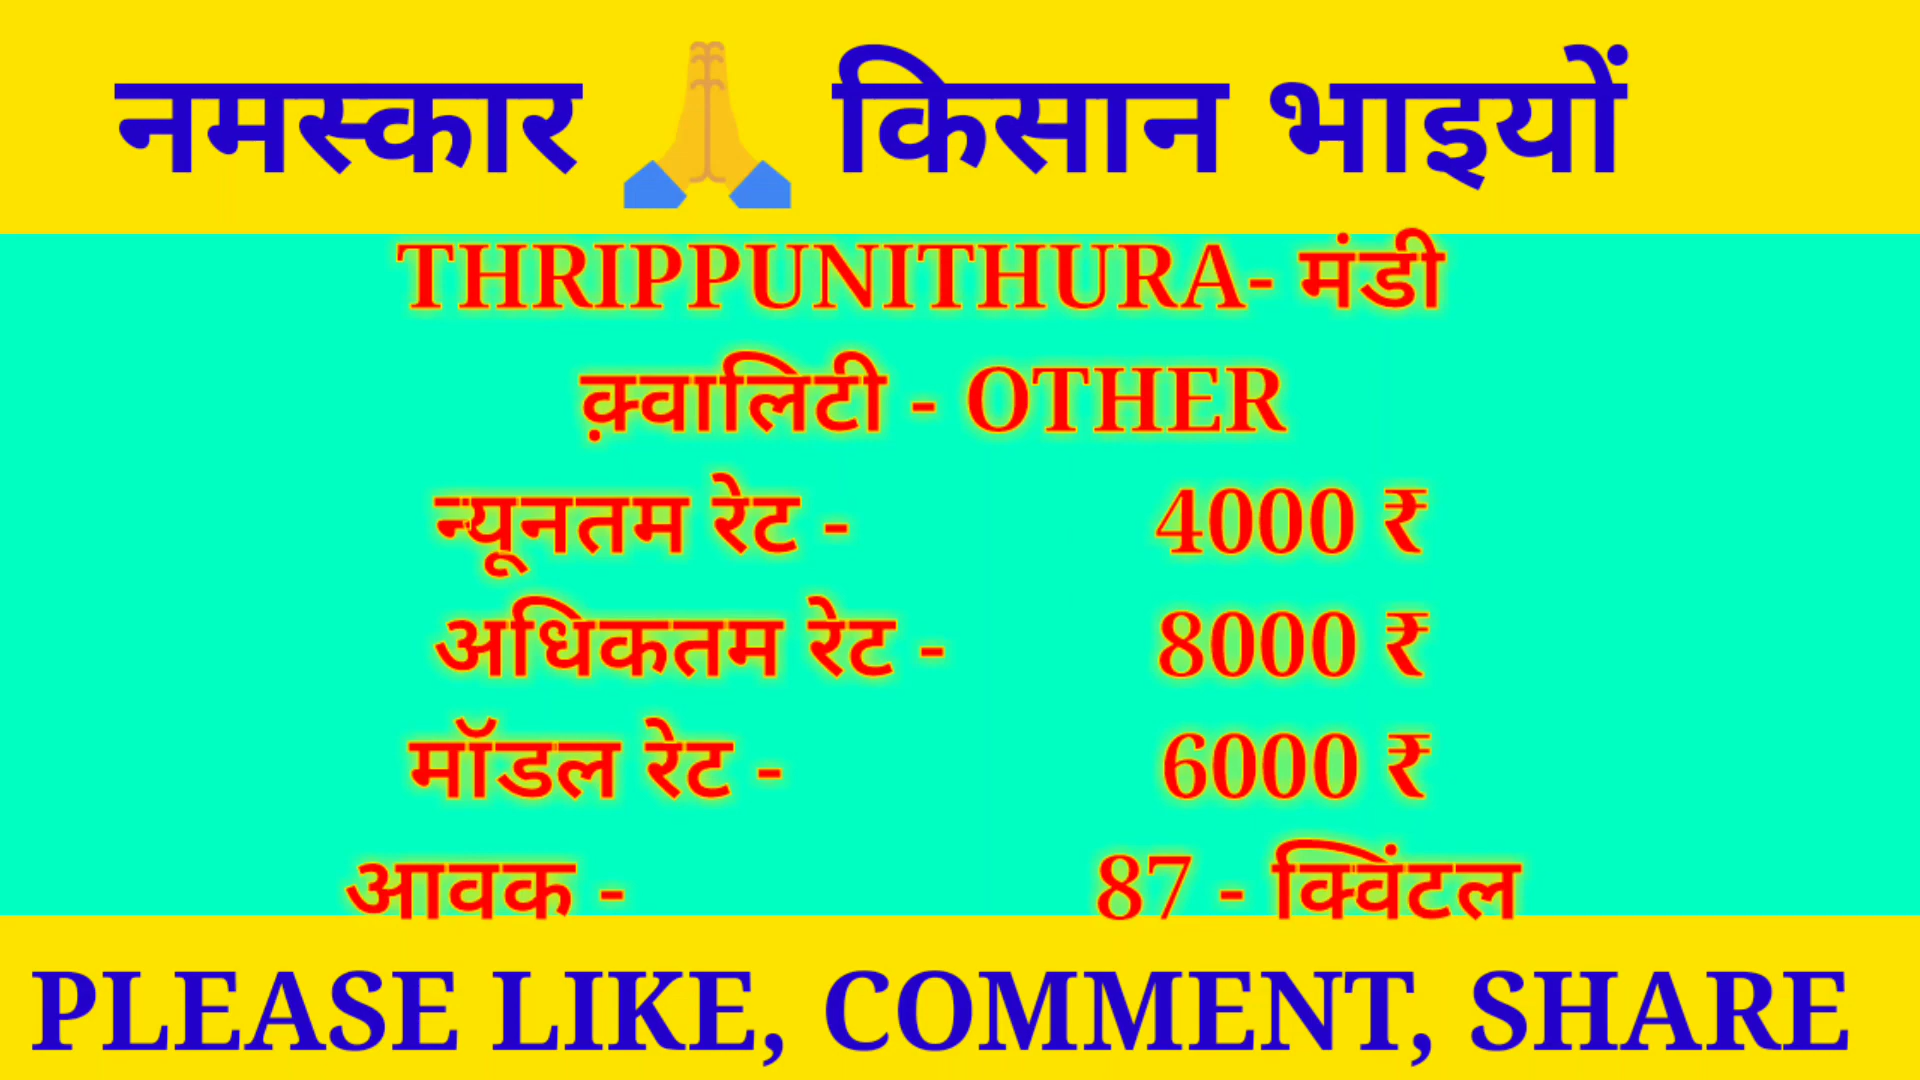 नमस्कार 🙏 किसान भाइयों
THRIPPUNITHURA- मंडी
क़्वालिटी - OTHER
न्यूनतम रेट - 4000 ₹
अधिकतम रेट - 8000 ₹
मॉडल रेट - 6000 ₹
आवक - 87 - क्विंटल
PLEASE LIKE, COMMENT, SHARE